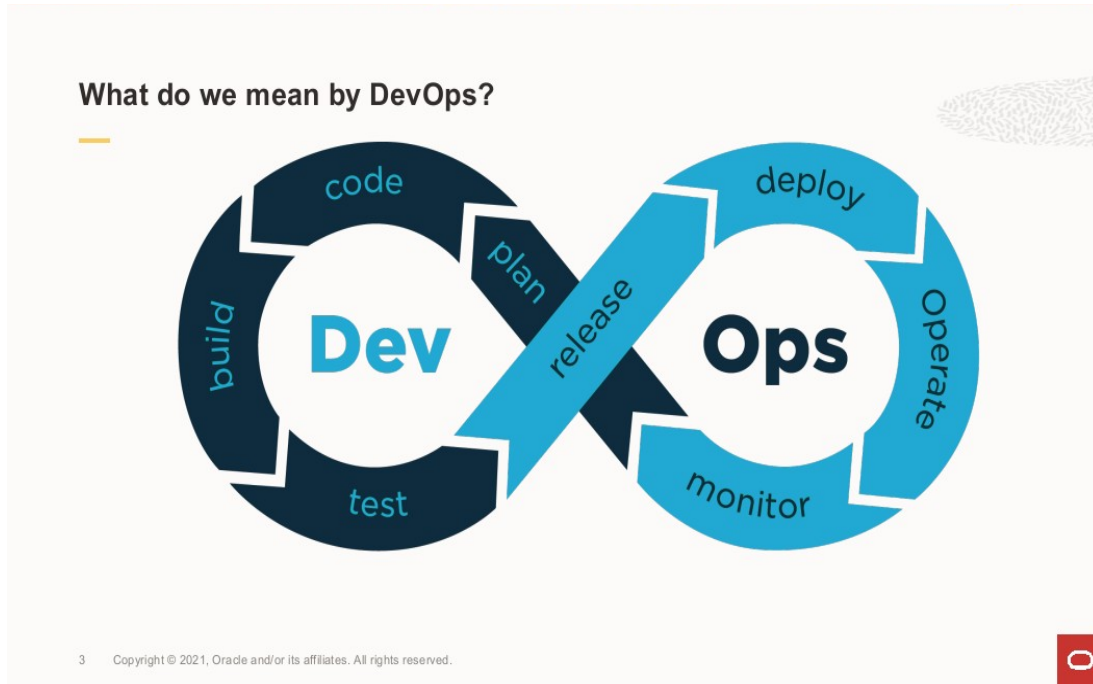 What do we mean by DevOps?
code
plan
build
Dev
test
release
deploy
Operate
Ops
monitor
3 Copyright © 2021, Oracle and/or its affiliates. All rights reserved.